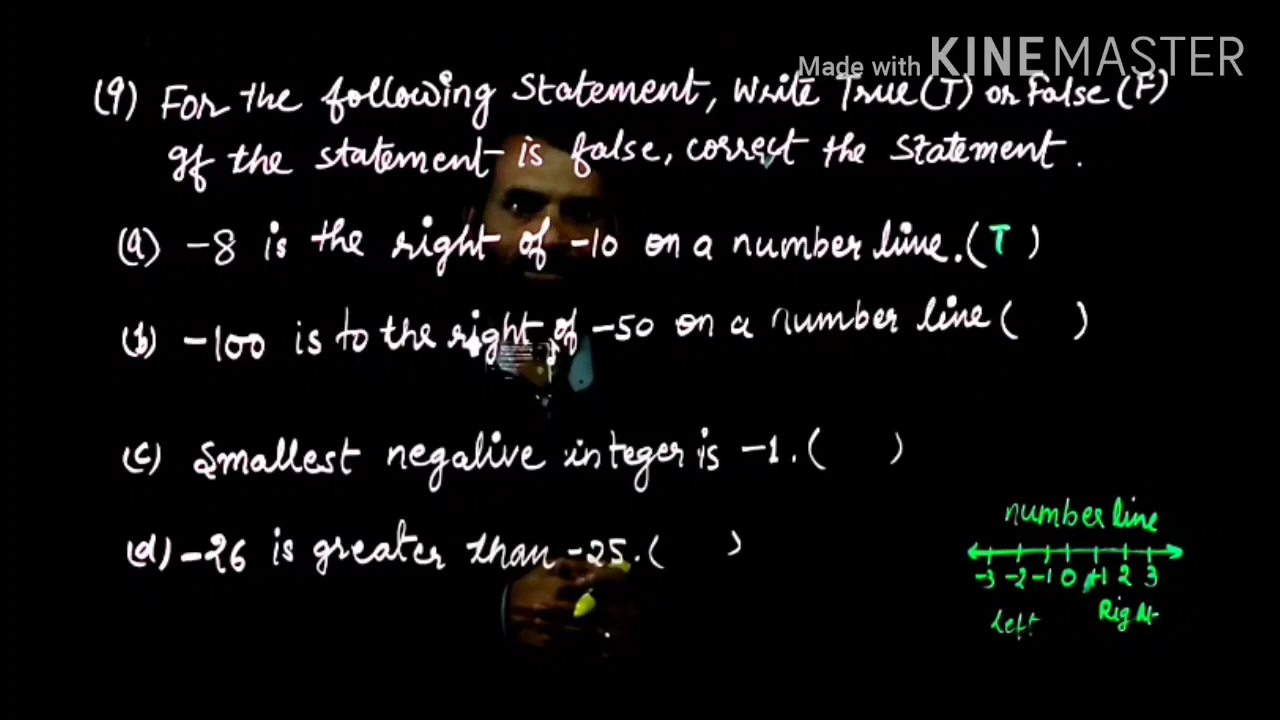 Made with KINEMASTER
(9) For the following Statement, Write True(T) or False (F)
If the statement is false, correct the statement.
(a) -8 is the right of -10 on a number line.(T)
(b) -100 is to the right of -50 on a number line ( )
(c) Smallest negative integer is -1. ( )
(d) -26 is greater than -25. ( )
number line
-3 -2 -1 0 +1 2 3
Left Right